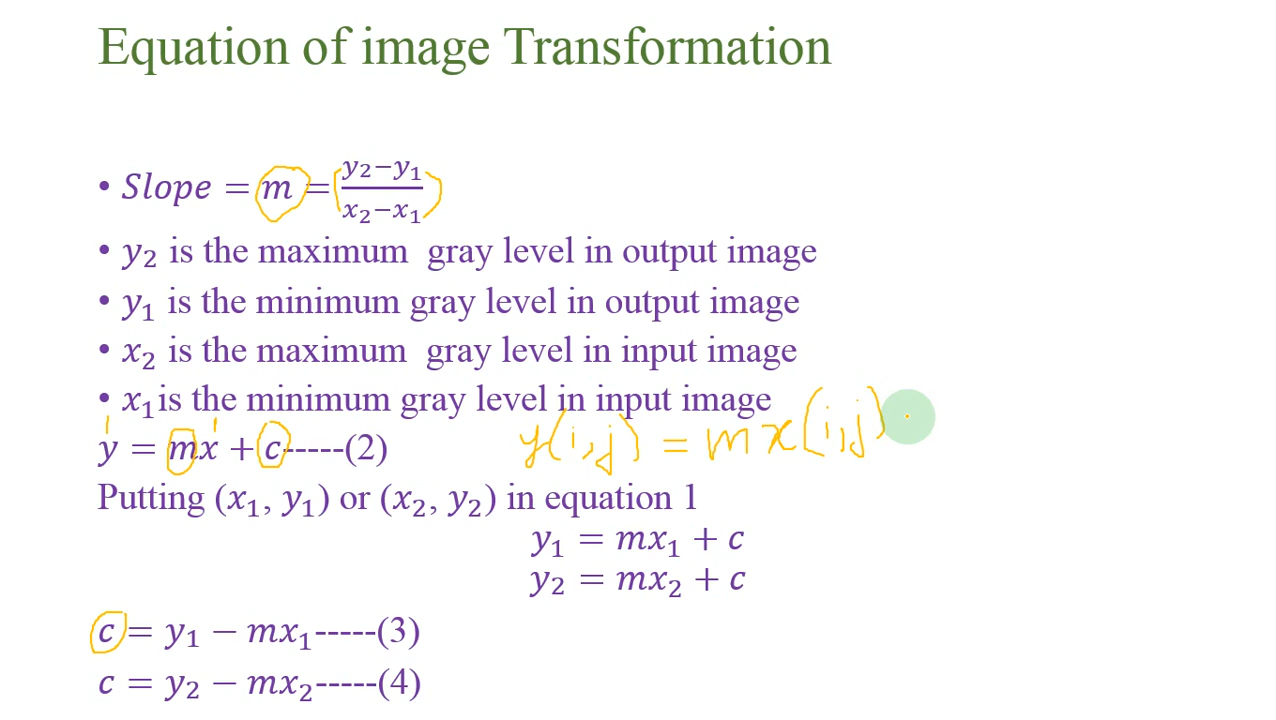 Equation of image Transformation
• Slope = m = (y₂−y₁)/(x₂−x₁)
• y₂ is the maximum gray level in output image
• y₁ is the minimum gray level in output image
• x₂ is the maximum gray level in input image
• x₁is the minimum gray level in input image
y = mx + c-----(2)
y(i,j) = mx(i,j)
Putting (x₁, y₁) or (x₂, y₂) in equation 1
y₁ = mx₁ + c
y₂ = mx₂ + c
c = y₁ − mx₁-----(3)
c = y₂ − mx₂-----(4)